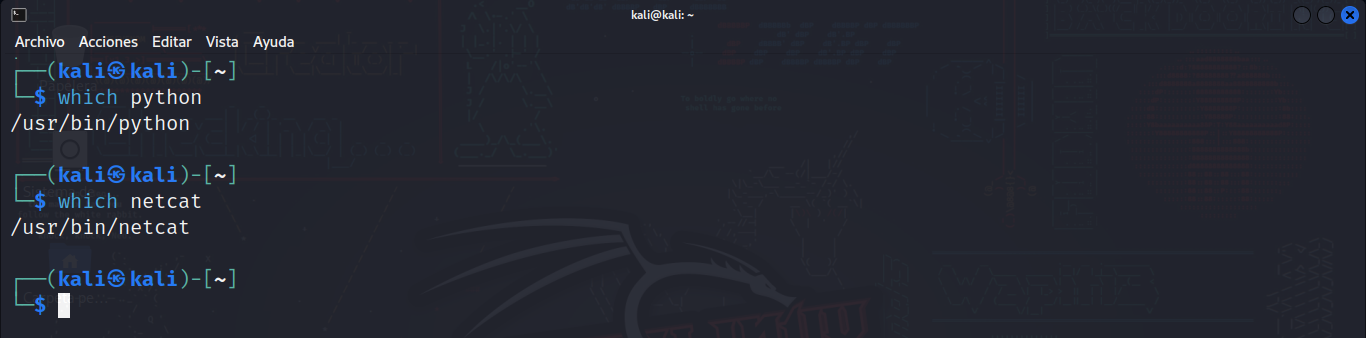 kali@kali: ~
Archivo Acciones Editar Vista Ayuda
┌──(kali㉿kali)-[~]
└─$ which python
/usr/bin/python
┌──(kali㉿kali)-[~]
└─$ which netcat
/usr/bin/netcat
┌──(kali㉿kali)-[~]
└─$